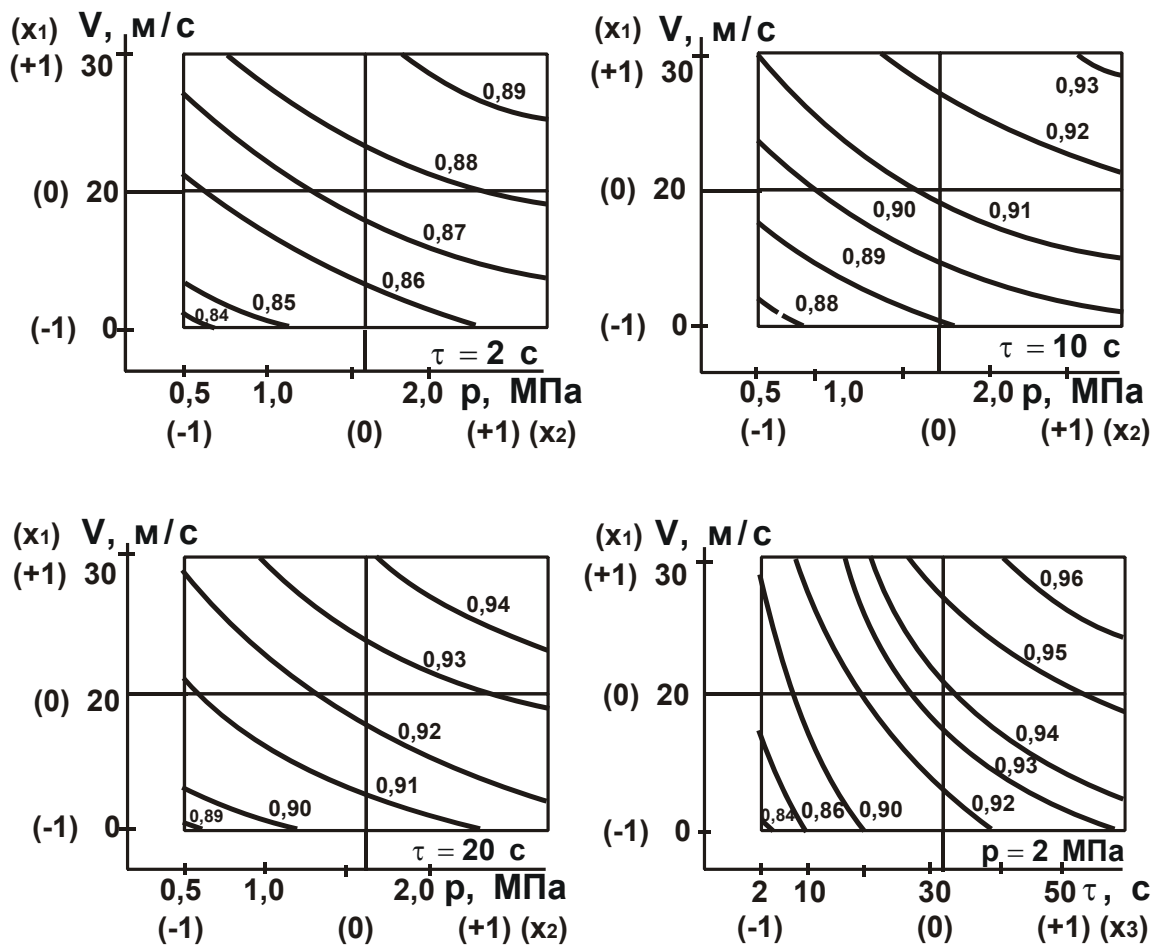 (x1) V, м/с
(+1) 30
0,89
0,88
(0) 20
0,87
0,86
0,85
0,84
(-1) 0
τ = 2 с
0,5 1,0 2,0 p, МПа
(-1) (0) (+1) (x2)
(x1) V, м/с
(+1) 30
0,93
0,92
(0) 20
0,90 0,91
0,89
0,88
(-1) 0
τ = 10 с
0,5 1,0 2,0 p, МПа
(-1) (0) (+1) (x2)
(x1) V, м/с
(+1) 30
0,94
0,93
(0) 20
0,92
0,91
0,90
0,89
(-1) 0
τ = 20 с
0,5 1,0 2,0 p, МПа
(-1) (0) (+1) (x2)
(x1) V, м/с
(+1) 30
0,96
0,95
(0) 20
0,94
0,93
0,84 0,86 0,90 0,92
(-1) 0
p = 2 МПа
2 10 30 50 τ, с
(-1) (0) (+1) (x3)